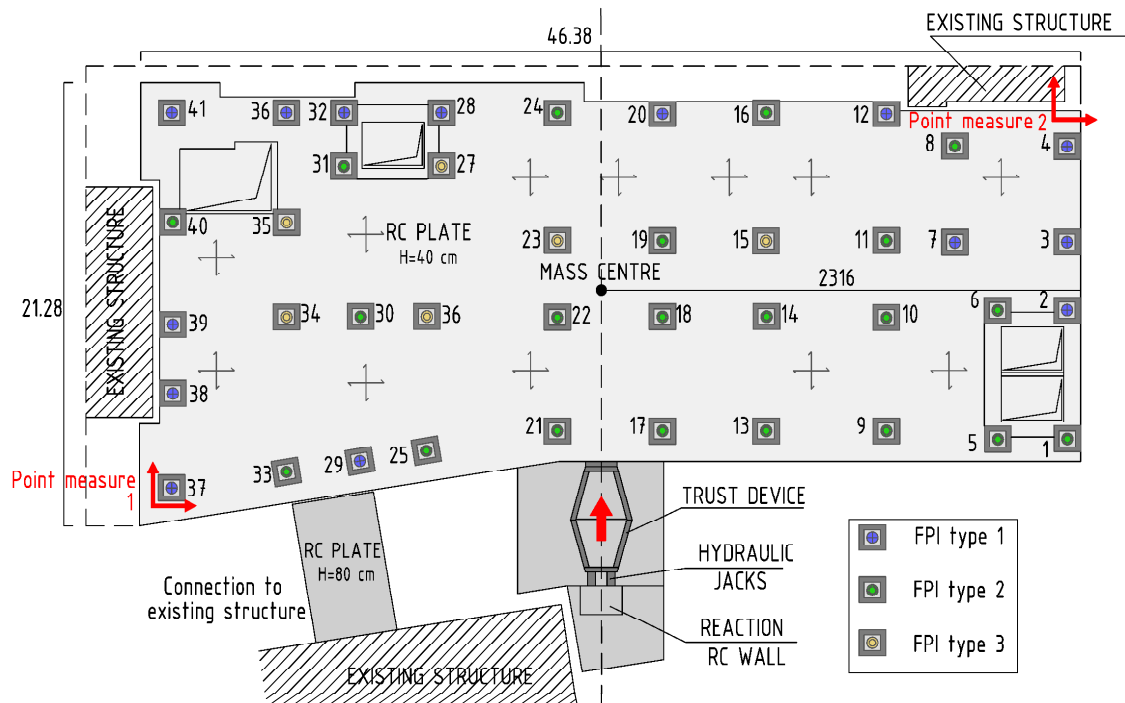 EXISTING STRUCTURE
46.38
41
36
32
28
24
20
16
12
Point measure 2
8
4
31
27
40
35
RC PLATE
H=40 cm
23
19
15
11
7
3
EXISTING STRUCTURE
MASS CENTRE
2316
21.28
39
34
30
36
22
18
14
10
6
2
38
21
17
13
9
5
1
Point measure
1
37
33
29
25
TRUST DEVICE
RC PLATE
H=80 cm
HYDRAULIC
JACKS
Connection to
existing structure
REACTION
RC WALL
EXISTING STRUCTURE
FPI type 1
FPI type 2
FPI type 3